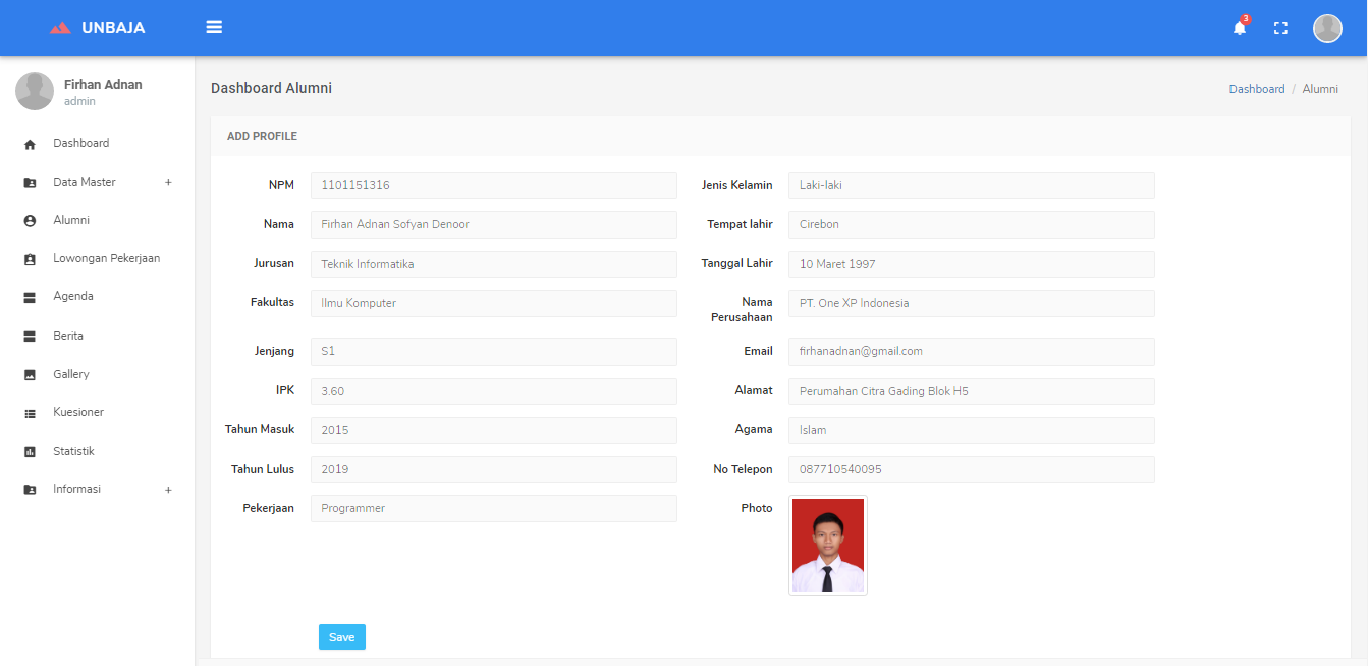 UNBAJA
3
Firhan Adnan
admin
Dashboard
Data Master +
Alumni
Lowongan Pekerjaan
Agenda
Berita
Gallery
Kuesioner
Statistik
Informasi +
Dashboard Alumni
Dashboard / Alumni
ADD PROFILE
NPM 1101151316
Nama Firhan Adnan Sofyan Denoor
Jurusan Teknik Informatika
Fakultas Ilmu Komputer
Jenjang S1
IPK 3.60
Tahun Masuk 2015
Tahun Lulus 2019
Pekerjaan Programmer
Jenis Kelamin Laki-laki
Tempat lahir Cirebon
Tanggal Lahir 10 Maret 1997
Nama
Perusahaan
PT. One XP Indonesia
Email firhanadnan@gmail.com
Alamat Perumahan Citra Gading Blok H5
Agama Islam
No Telepon 087710540095
Photo
Save